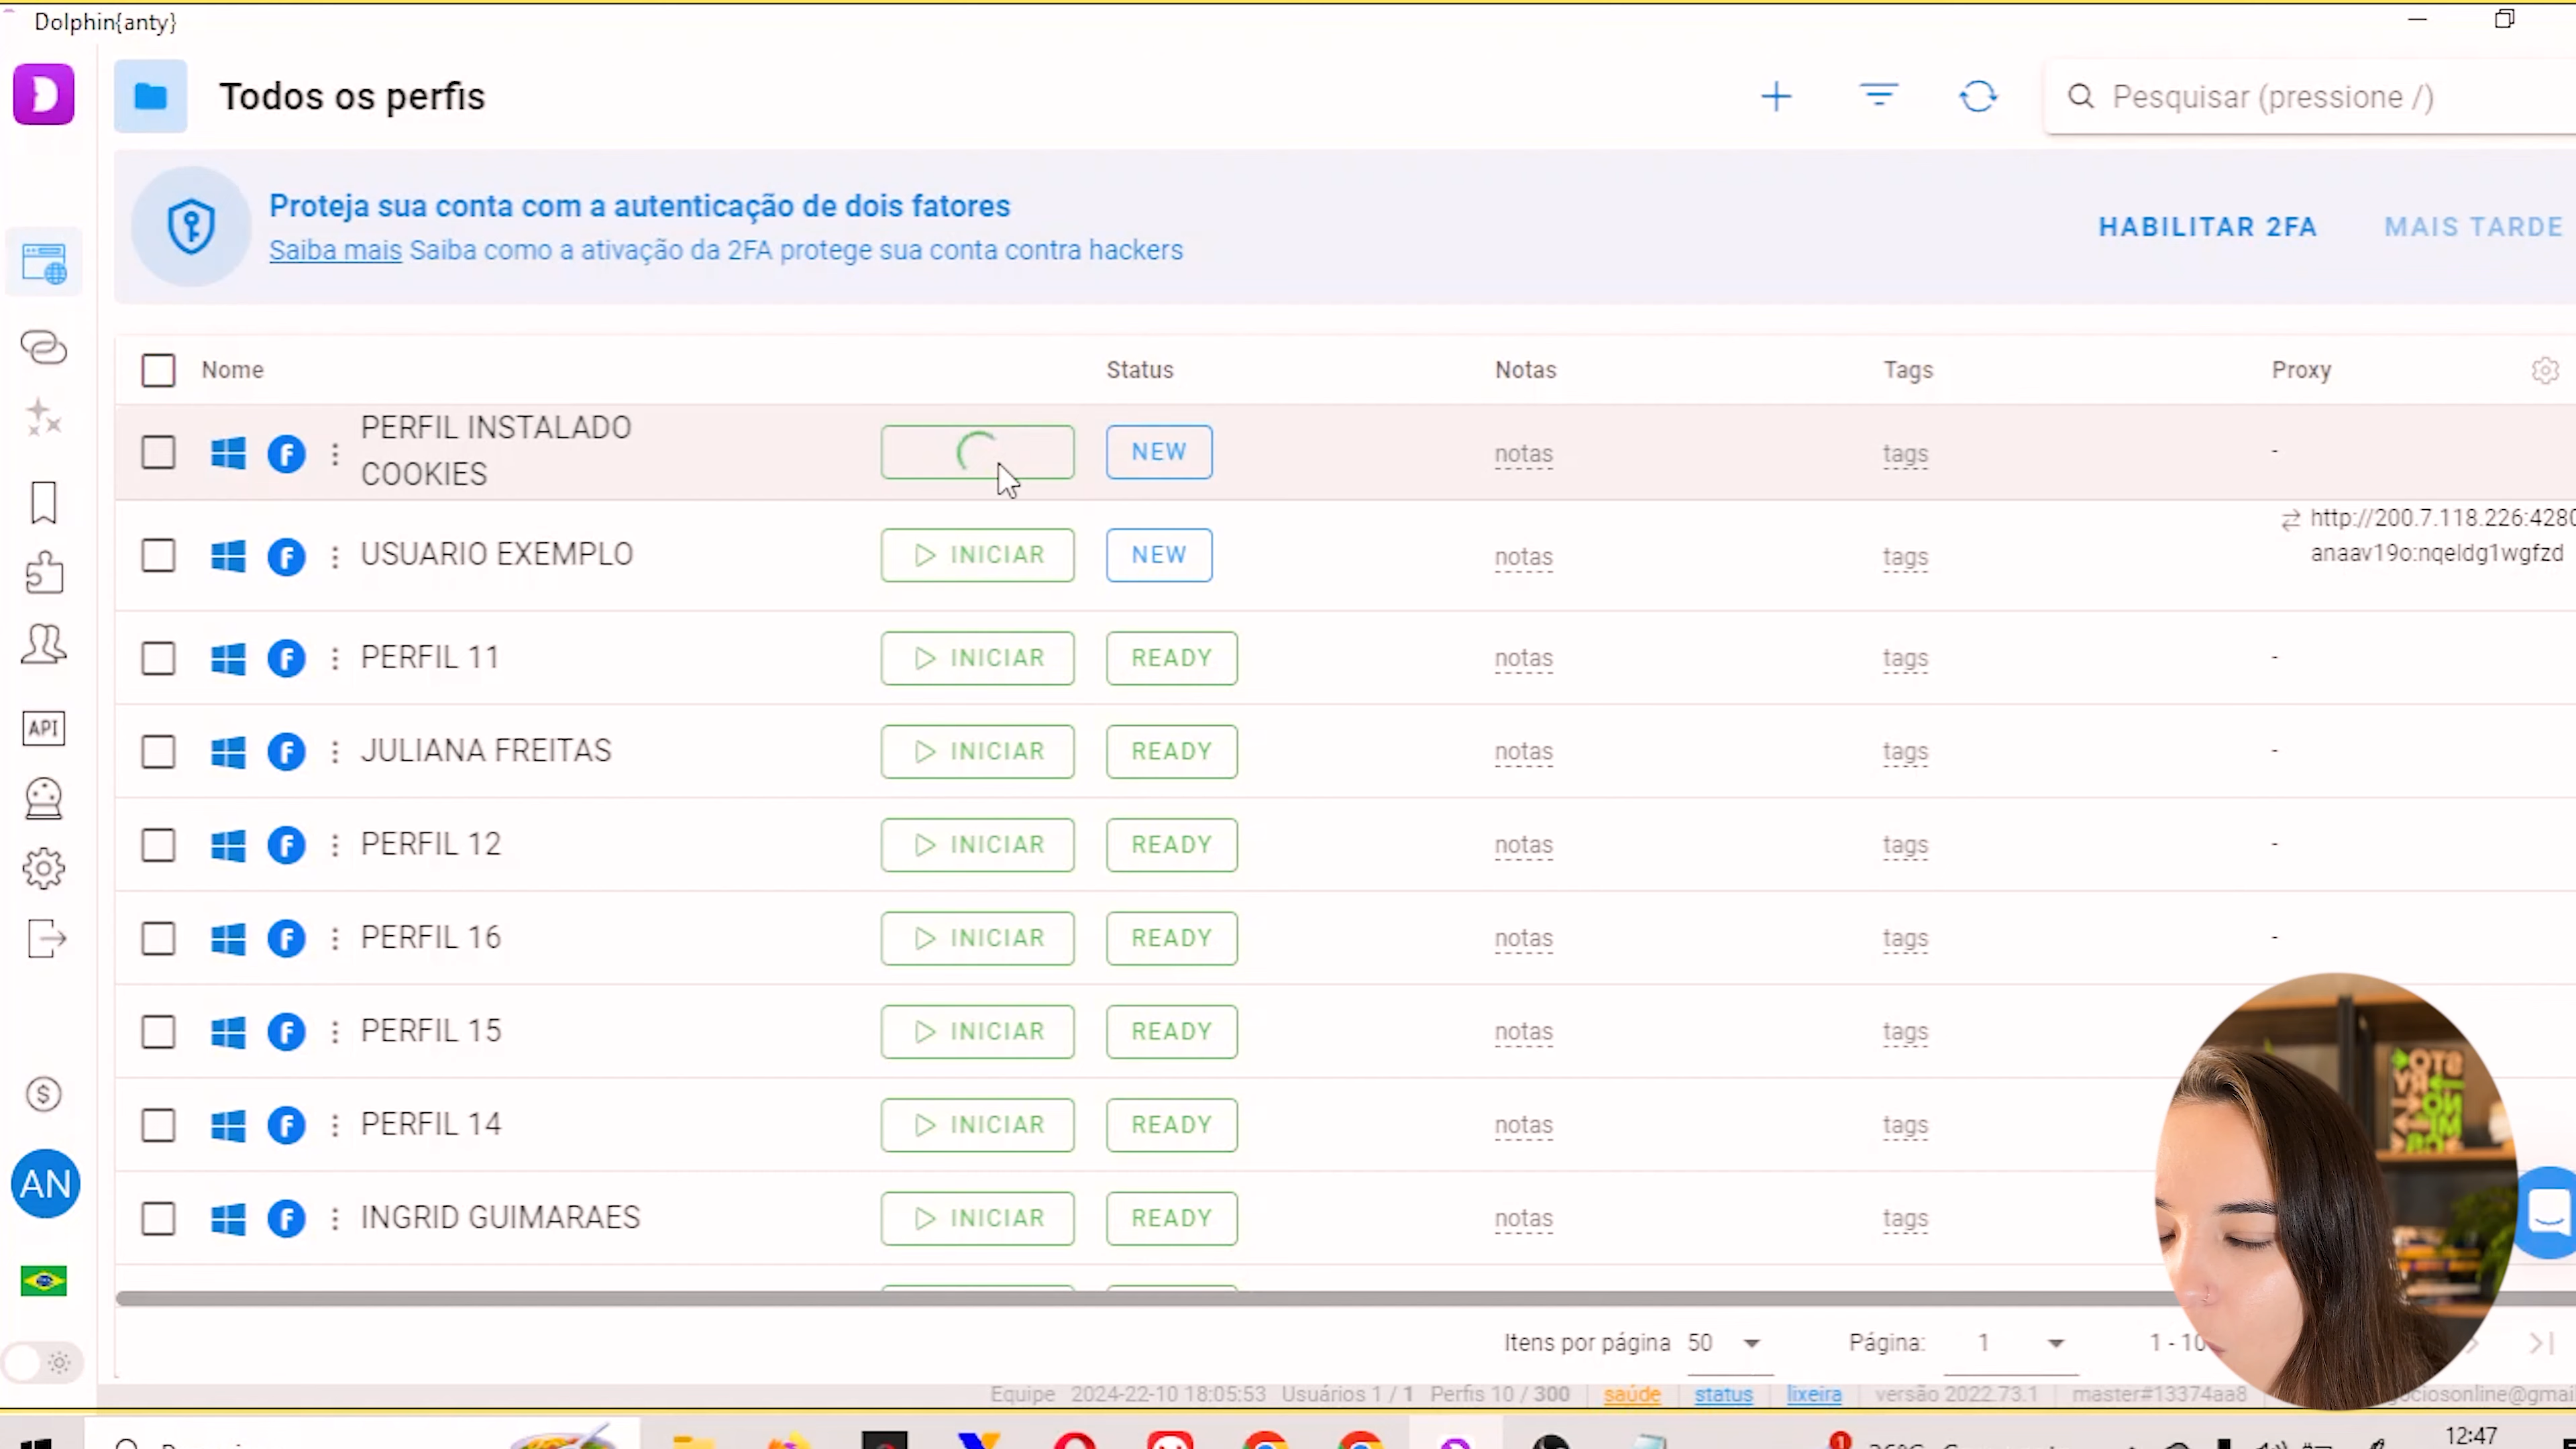 Dolphin{anty}
Todos os perfis
Pesquisar (pressione /)
Proteja sua conta com a autenticação de dois fatores
Saiba mais Saiba como a ativação da 2FA protege sua conta contra hackers
HABILITAR 2FA
MAIS TARDE
Nome Status Notas Tags Proxy
PERFIL INSTALADO
COOKIES
NEW notas tags -
USUARIO EXEMPLO INICIAR NEW notas tags
http://200.7.118.226:4280
anaav19o:nqeldg1wgfzd
PERFIL 11 INICIAR READY notas tags -
JULIANA FREITAS INICIAR READY notas tags -
PERFIL 12 INICIAR READY notas tags -
PERFIL 16 INICIAR READY notas tags -
PERFIL 15 INICIAR READY notas tags
PERFIL 14 INICIAR READY notas tags
INGRID GUIMARAES INICIAR READY notas tags
API
AN
Itens por página 50 Página: 1 1 - 10
Equipe 2024-22-10 18:05:53 Usuários 1 / 1 Perfis 10 / 300 saúde status lixeira versão 2022.73.1 master#13374aa8 ciosonline@gmai
12:47